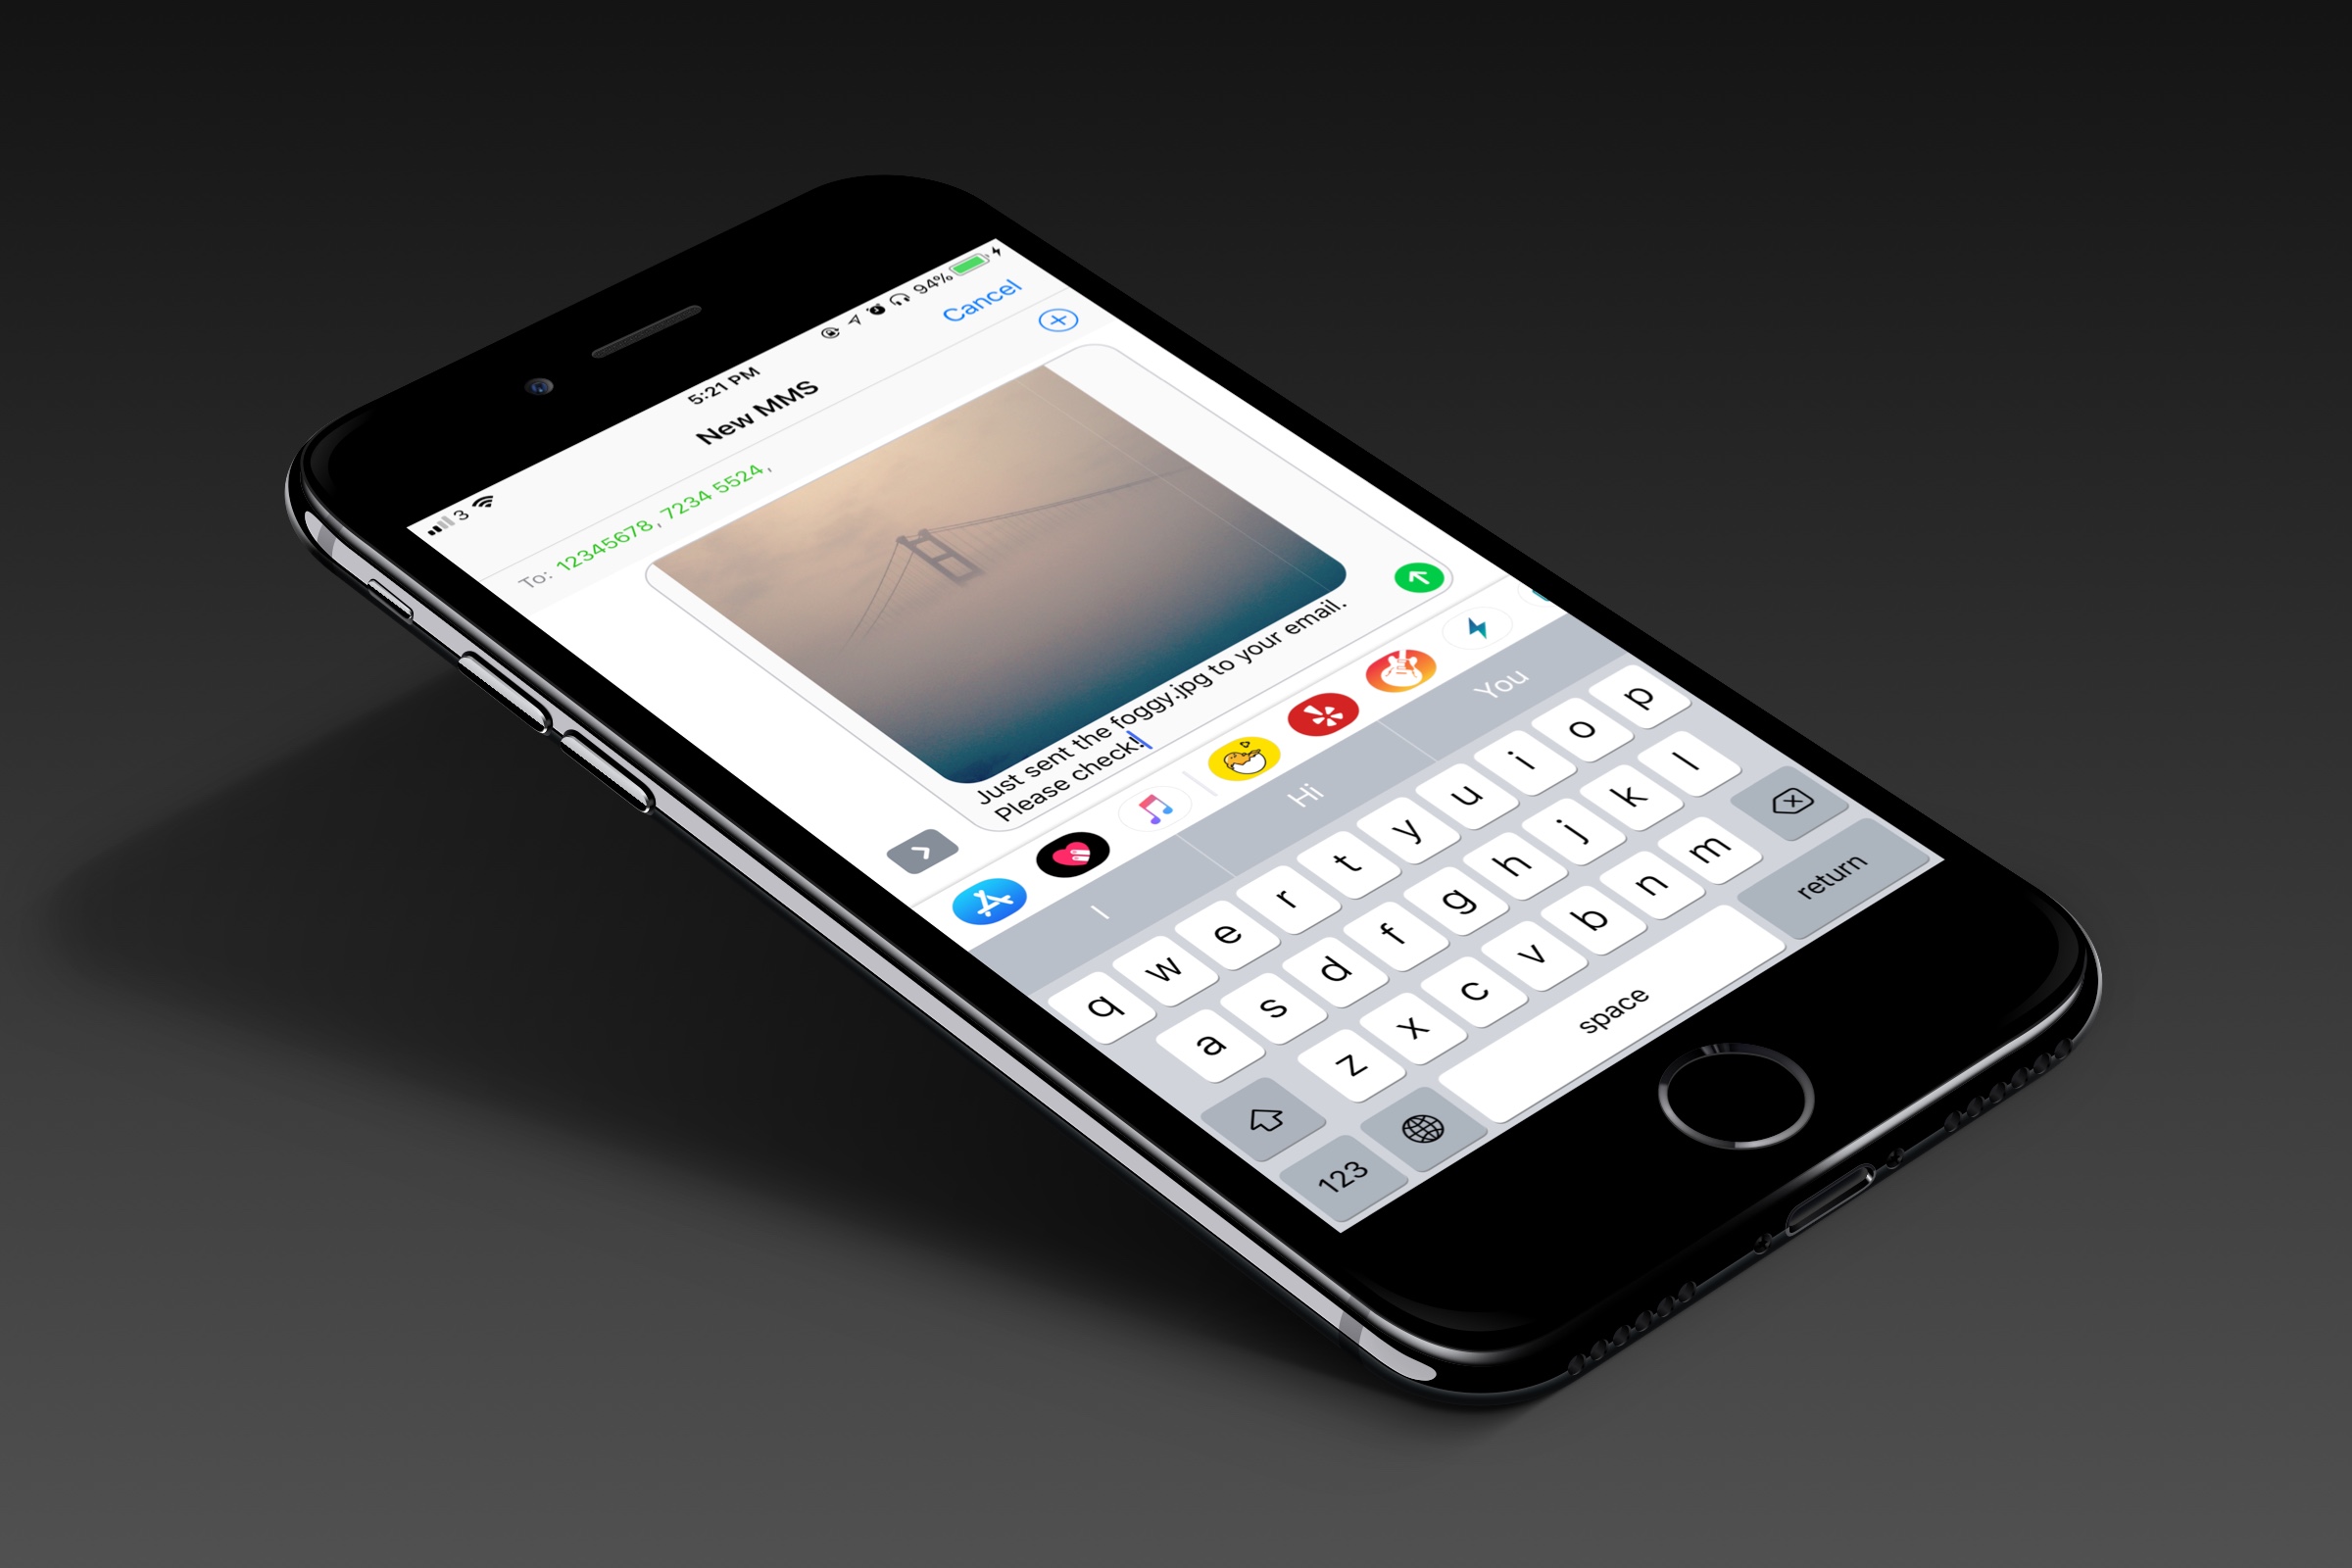 3 5:21 PM 94%
Cancel
New MMS
To: 12345678, 7234 5524,
Just sent the foggy.jpg to your email.
Please check!
I Hi You
q w e r t y u i o p
a s d f g h j k l
z x c v b n m
123 space return